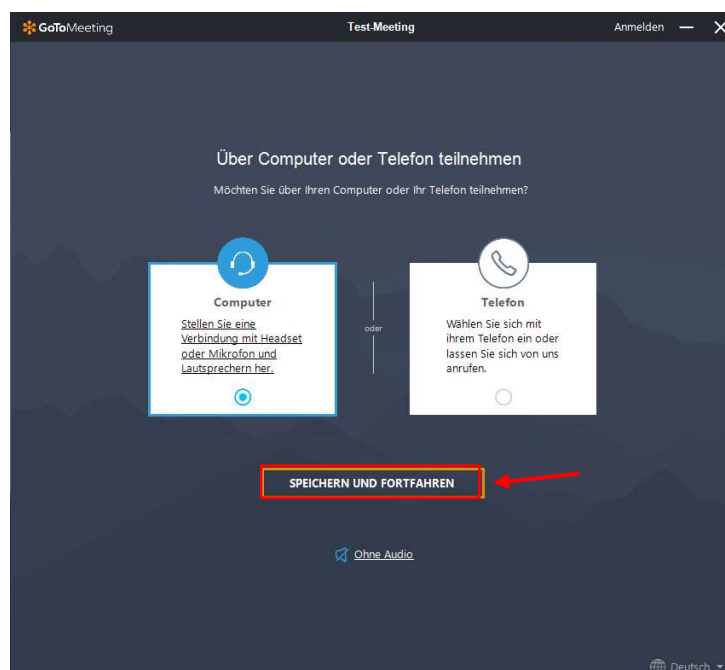 GoToMeeting
Test-Meeting
Anmelden
Über Computer oder Telefon teilnehmen
Möchten Sie über Ihren Computer oder Ihr Telefon teilnehmen?
Computer
Stellen Sie eine
Verbindung mit Headset
oder Mikrofon und
Lautsprechern her.
oder
Telefon
Wählen Sie sich mit
ihrem Telefon ein oder
lassen Sie sich von uns
anrufen.
SPEICHERN UND FORTFAHREN
Ohne Audio
Deutsch